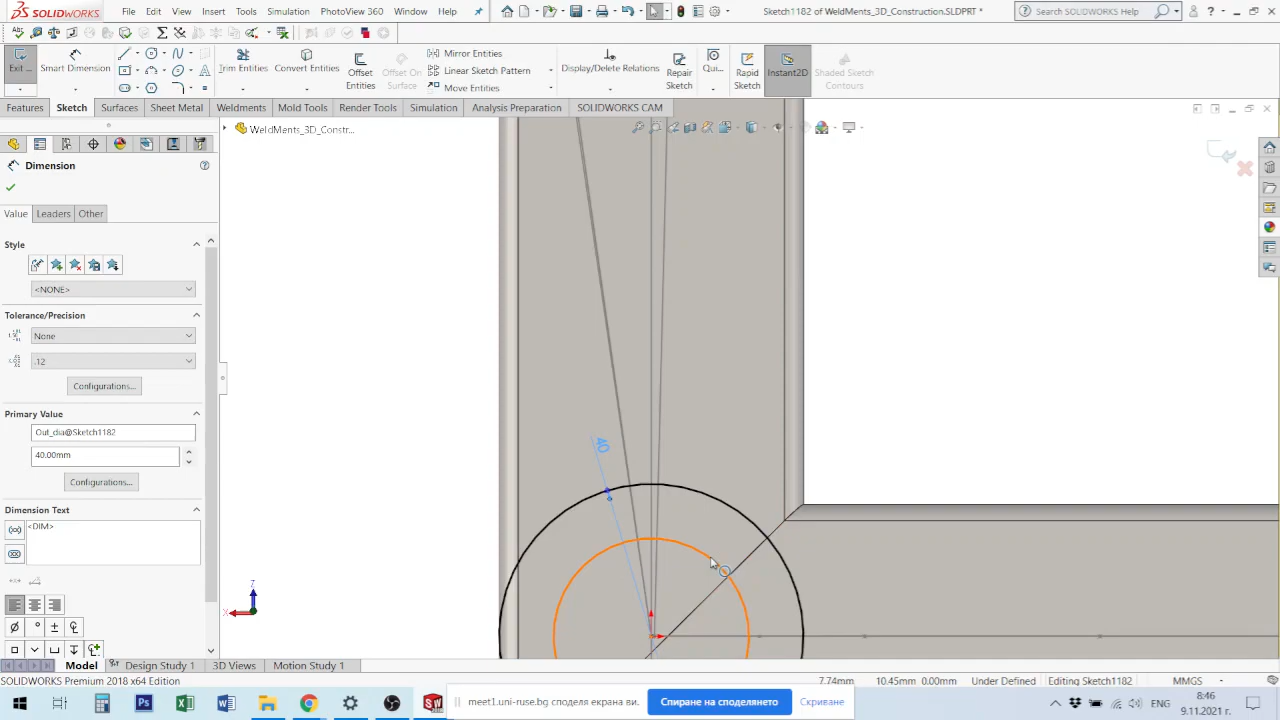 SOLIDWORKS File Edit View Insert Tools Simulation PhotoView 360 Window Help Sketch1182 of WeldMents_3D_Construction.SLDPRT * Search SOLIDWORKS Help
Exit ... Smart Dimension Trim Entities Convert Entities Offset Entities Offset On Surface Mirror Entities Linear Sketch Pattern Move Entities Display/Delete Relations Repair Sketch Qui... Rapid Sketch Instant2D Shaded Sketch Contours
Features Sketch Surfaces Sheet Metal Weldments Mold Tools Render Tools Simulation Analysis Preparation SOLIDWORKS CAM
WeldMents_3D_Constr...
Dimension
Value Leaders Other
Style
<NONE>
Tolerance/Precision
None
.12
Configurations...
Primary Value
Out_dia@Sketch1182
40.00mm
Configurations...
Dimension Text
<DIM>
40
Z
X
Model Design Study 1 3D Views Motion Study 1
SOLIDWORKS Premium 2018 x64 Edition 7.74mm 10.45mm 0.00mm Under Defined Editing Sketch1182 MMGS
meet1.uni-ruse.bg споделя екрана ви. Спиране на споделянето Скриване
ENG 8:46
9.11.2021 г.